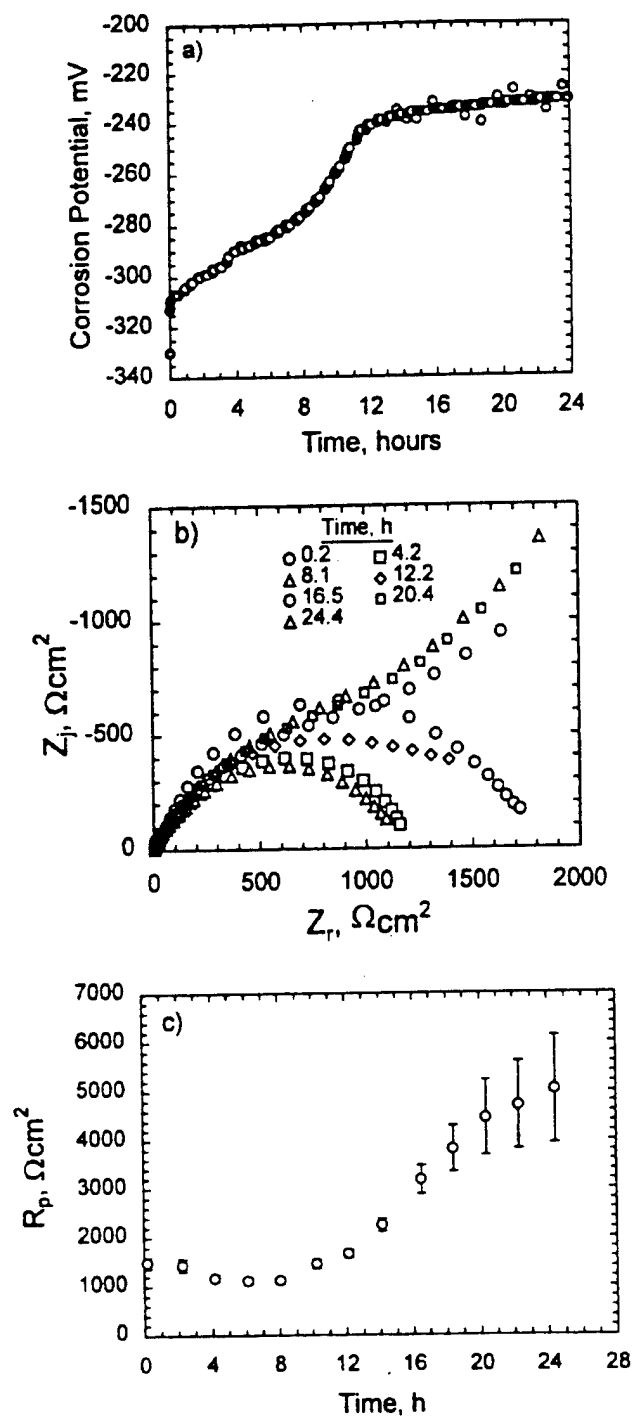 a)
-200
-220
-240
-260
-280
-300
-320
-340
Corrosion Potential, mV
0 4 8 12 16 20 24
Time, hours
b)
-1500
-1000
-500
0
Zj, Ωcm2
Time, h
0.2 4.2
8.1 12.2
16.5 20.4
24.4
0 500 1000 1500 2000
Zr, Ωcm2
c)
7000
6000
5000
4000
3000
2000
1000
0
Rp, Ωcm2
0 4 8 12 16 20 24 28
Time, h